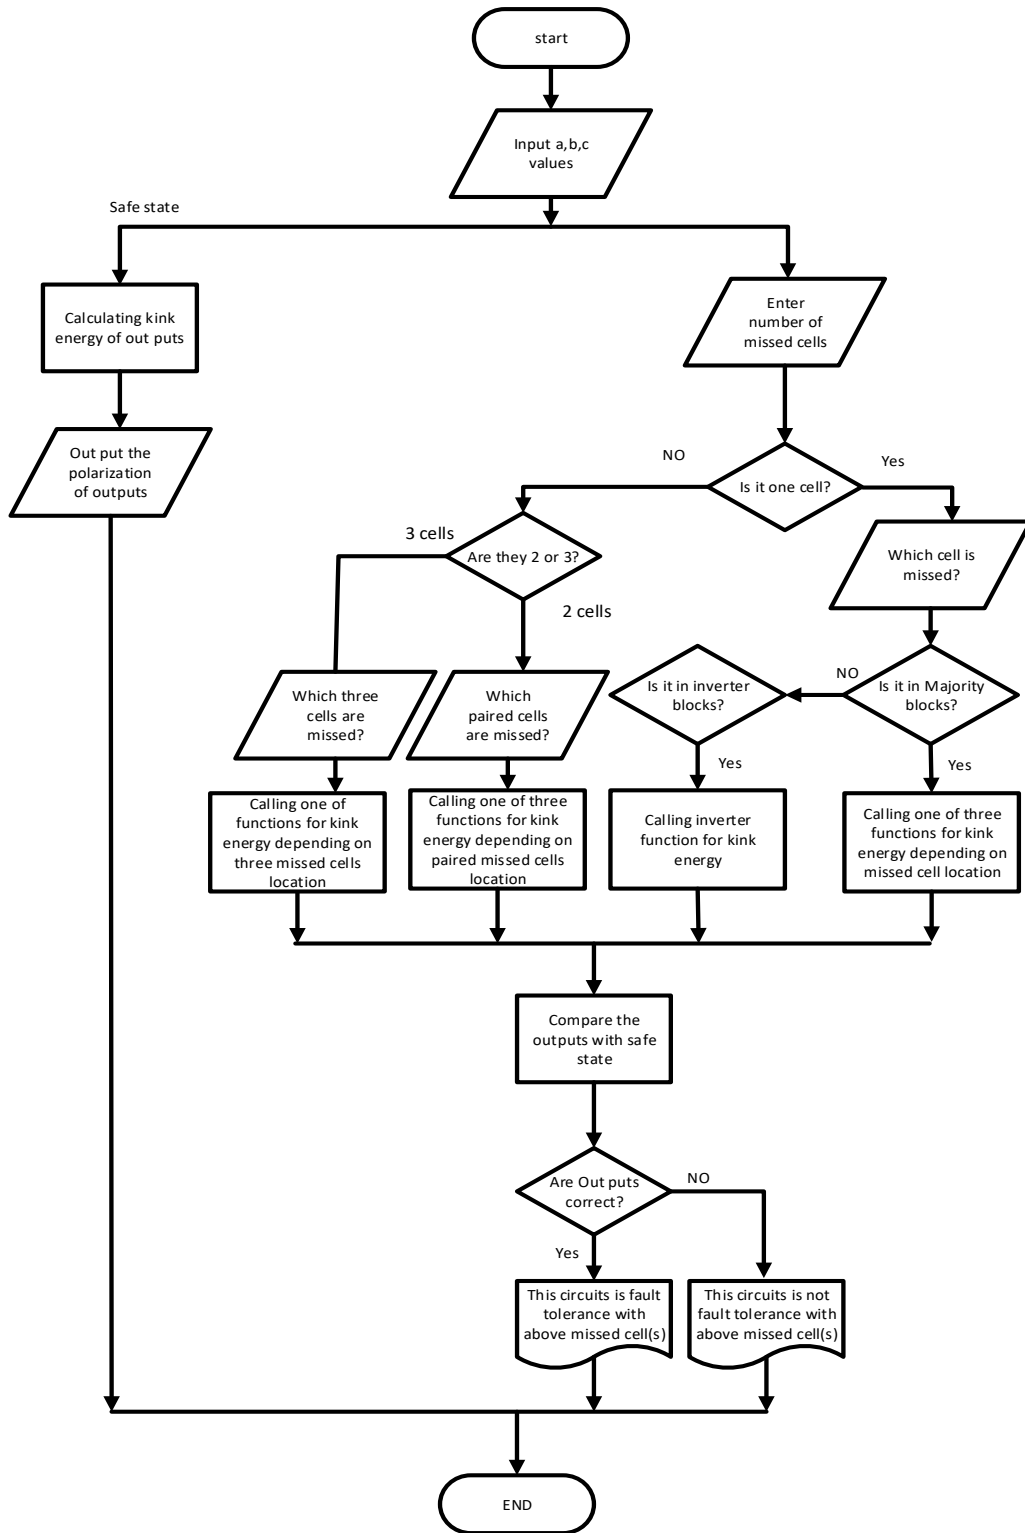 start
Input a,b,c
values
Safe state
Calculating kink
energy of out puts
Enter
number of
missed cells
Out put the
polarization
of outputs
NO
Yes
Is it one cell?
3 cells
Are they 2 or 3?
Which cell is
missed?
2 cells
Which three
cells are
missed?
Which
paired cells
are missed?
Is it in inverter
blocks?
NO
Is it in Majority
blocks?
Yes
Yes
Calling one of
functions for kink
energy depending on
three missed cells
location
Calling one of three
functions for kink
energy depending on
paired missed cells
location
Calling inverter
function for kink
energy
Calling one of three
functions for kink
energy depending on
missed cell location
Compare the
outputs with safe
state
Are Out puts
correct?
NO
Yes
This circuits is fault
tolerance with
above missed cell(s)
This circuits is not
fault tolerance with
above missed cell(s)
END